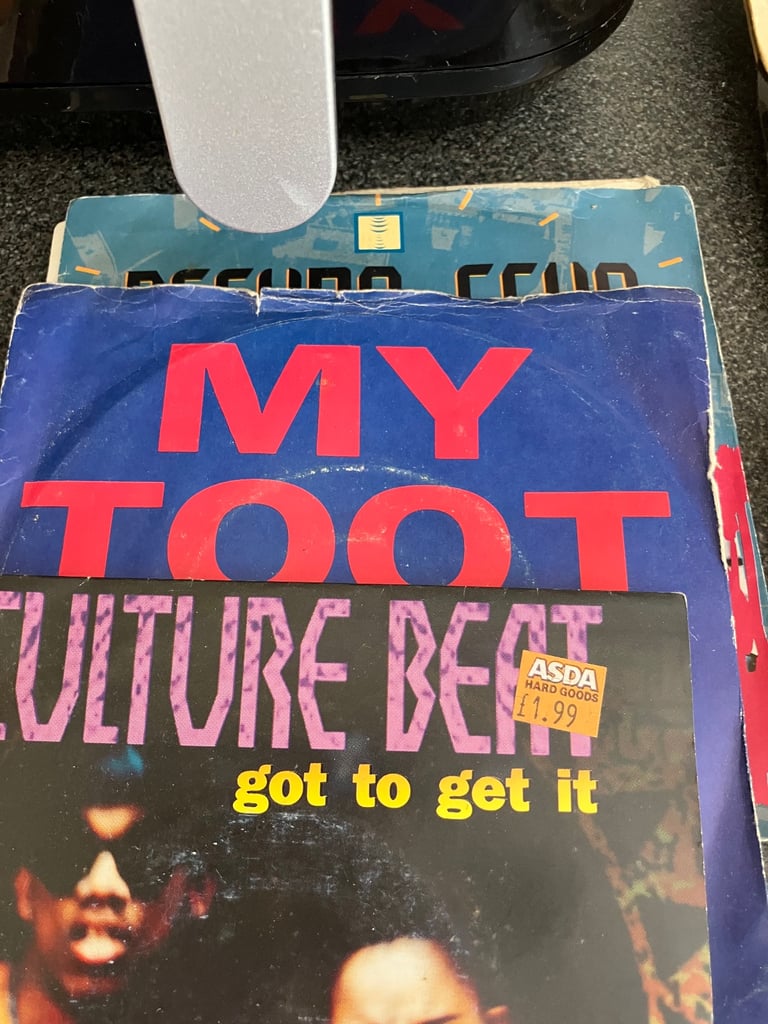 MY
TOOT
CULTURE BEAT
ASDA
HARD GOODS
£1.99
got to get it